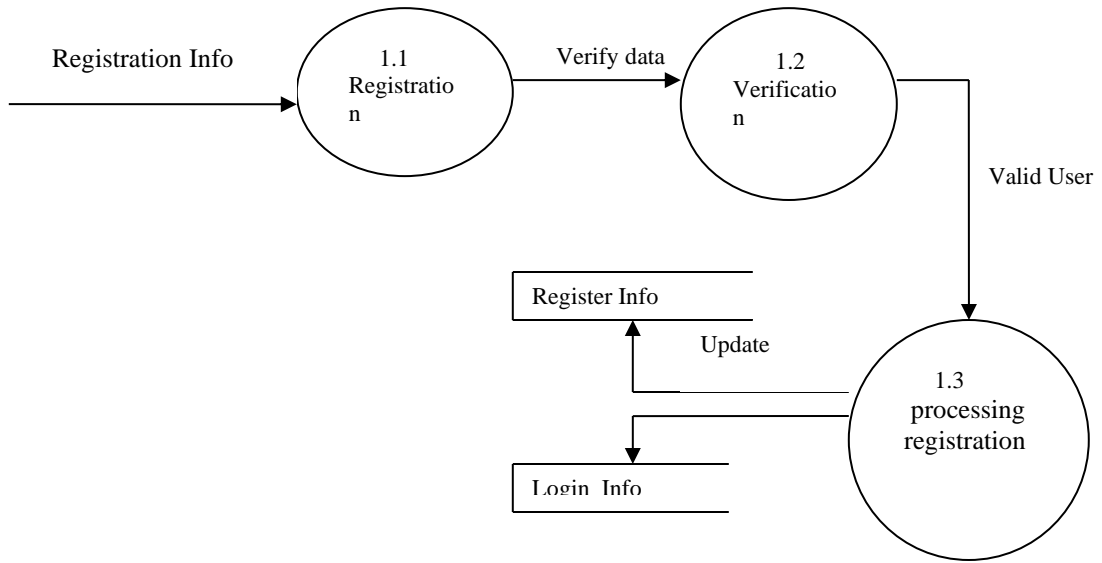 Registration Info
1.1
Registratio
n
Verify data
1.2
Verificatio
n
Valid User
Register Info
Update
1.3
processing
registration
Login Info